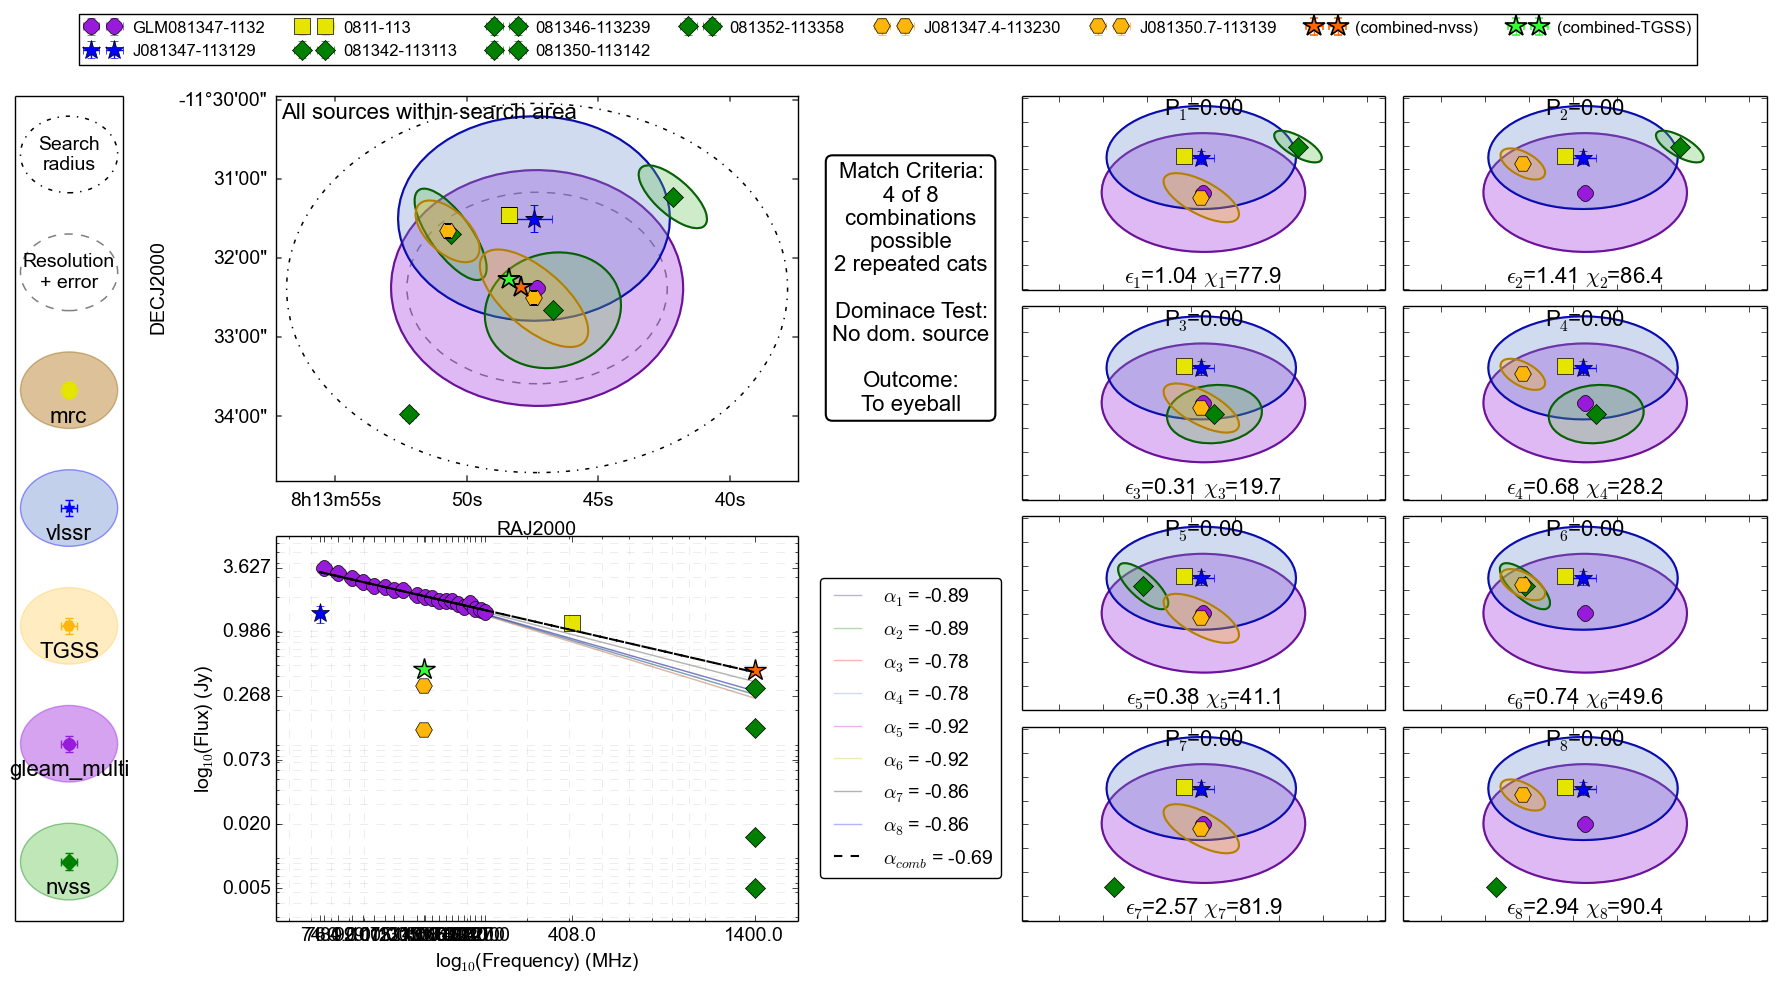 GLM081347-1132 0811-113 081346-113239 081352-113358 J081347.4-113230 J081350.7-113139 (combined-nvss) (combined-TGSS)
J081347-113129 081342-113113 081350-113142
Search
radius
Resolution
+ error
mrc
vlssr
TGSS
gleam_multi
nvss
All sources within search area
-11°30'00"
31'00"
32'00"
33'00"
34'00"
DECJ2000
8h13m55s 50s 45s 40s
RAJ2000
Match Criteria:
4 of 8
combinations
possible
2 repeated cats
Dominace Test:
No dom. source
Outcome:
To eyeball
3.627
0.986
0.268
0.073
0.020
0.005
log10(Flux) (Jy)
408.0 1400.0
log10(Frequency) (MHz)
α1 = -0.89
α2 = -0.89
α3 = -0.78
α4 = -0.78
α5 = -0.92
α6 = -0.92
α7 = -0.86
α8 = -0.86
αcomb = -0.69
P1=0.00
ϵ1=1.04 χ1=77.9
P2=0.00
ϵ2=1.41 χ2=86.4
P3=0.00
ϵ3=0.31 χ3=19.7
P4=0.00
ϵ4=0.68 χ4=28.2
P5=0.00
ϵ5=0.38 χ5=41.1
P6=0.00
ϵ6=0.74 χ6=49.6
P7=0.00
ϵ7=2.57 χ7=81.9
P8=0.00
ϵ8=2.94 χ8=90.4